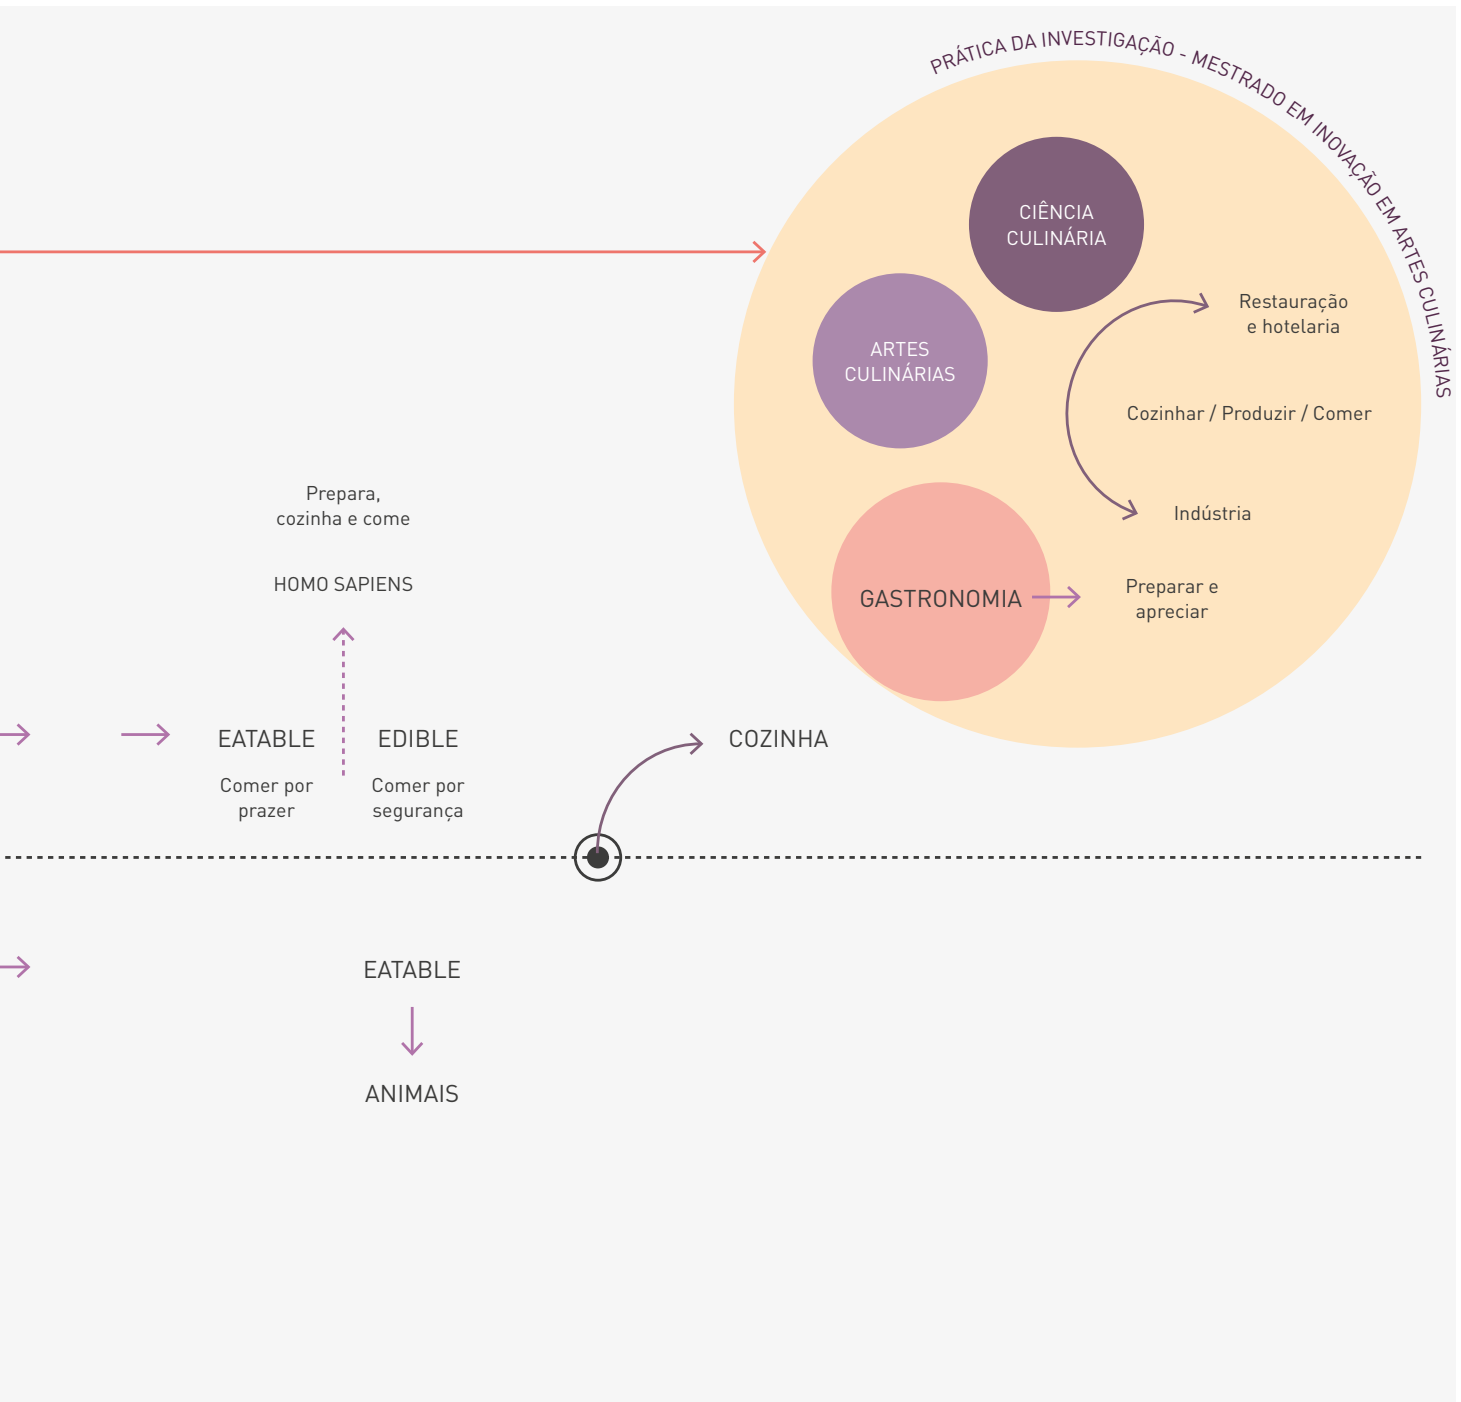 PRÁTICA DA INVESTIGAÇÃO - MESTRADO EM INOVAÇÃO EM ARTES CULINÁRIAS
CIÊNCIA
CULINÁRIA
ARTES
CULINÁRIAS
Restauração
e hotelaria
Cozinhar / Produzir / Comer
Indústria
GASTRONOMIA
Preparar e
apreciar
Prepara,
cozinha e come
HOMO SAPIENS
EATABLE
Comer por
prazer
EDIBLE
Comer por
segurança
COZINHA
EATABLE
ANIMAIS